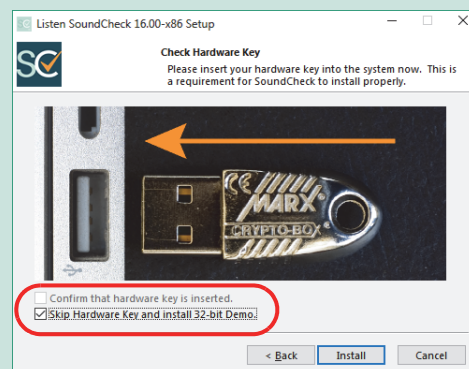 Listen SoundCheck 16.00-x86 Setup
SC
Check Hardware Key
Please insert your hardware key into the system now. This is
a requirement for SoundCheck to install properly.
CE
MARX®
CRYPTO-BOX®
Confirm that hardware key is inserted.
Skip Hardware Key and install 32-bit Demo.
< Back
Install
Cancel